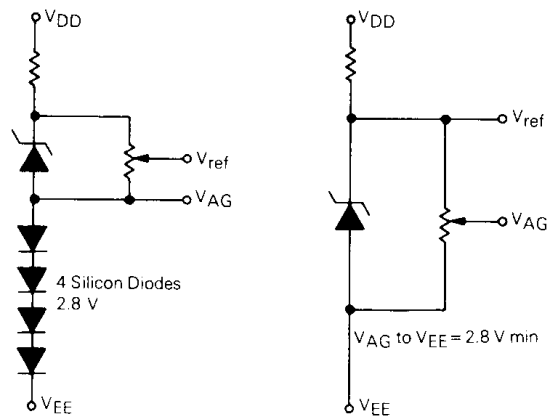 VDD
Vref
VAG
4 Silicon Diodes
2.8 V
VEE
VDD
Vref
VAG
VAG to VEE = 2.8 V min
VEE